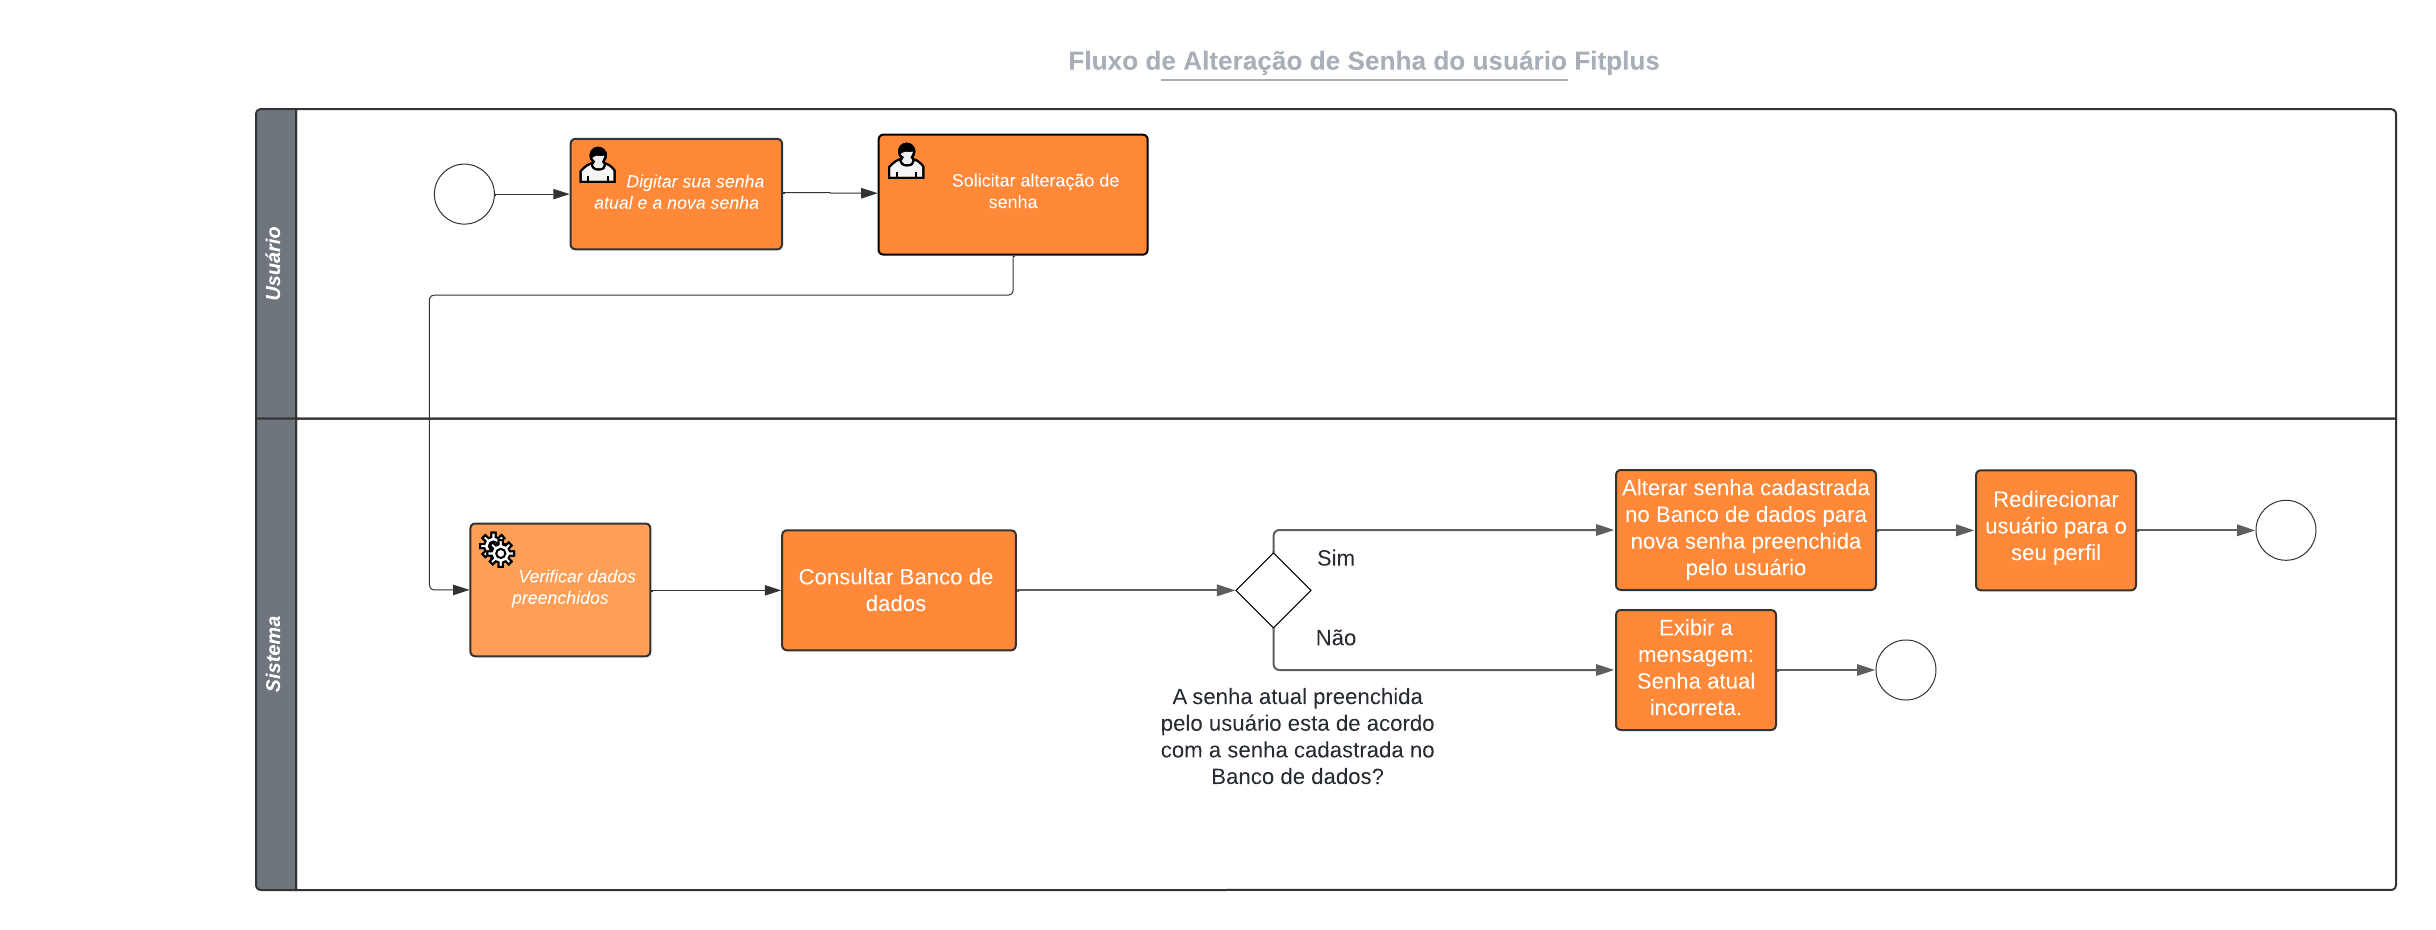 Fluxo de Alteração de Senha do usuário Fitplus
Usuário
Digitar sua senha
atual e a nova senha
Solicitar alteração de
senha
Sistema
Verificar dados
preenchidos
Consultar Banco de
dados
Sim
Não
A senha atual preenchida
pelo usuário esta de acordo
com a senha cadastrada no
Banco de dados?
Alterar senha cadastrada
no Banco de dados para
nova senha preenchida
pelo usuário
Redirecionar
usuário para o
seu perfil
Exibir a
mensagem:
Senha atual
incorreta.